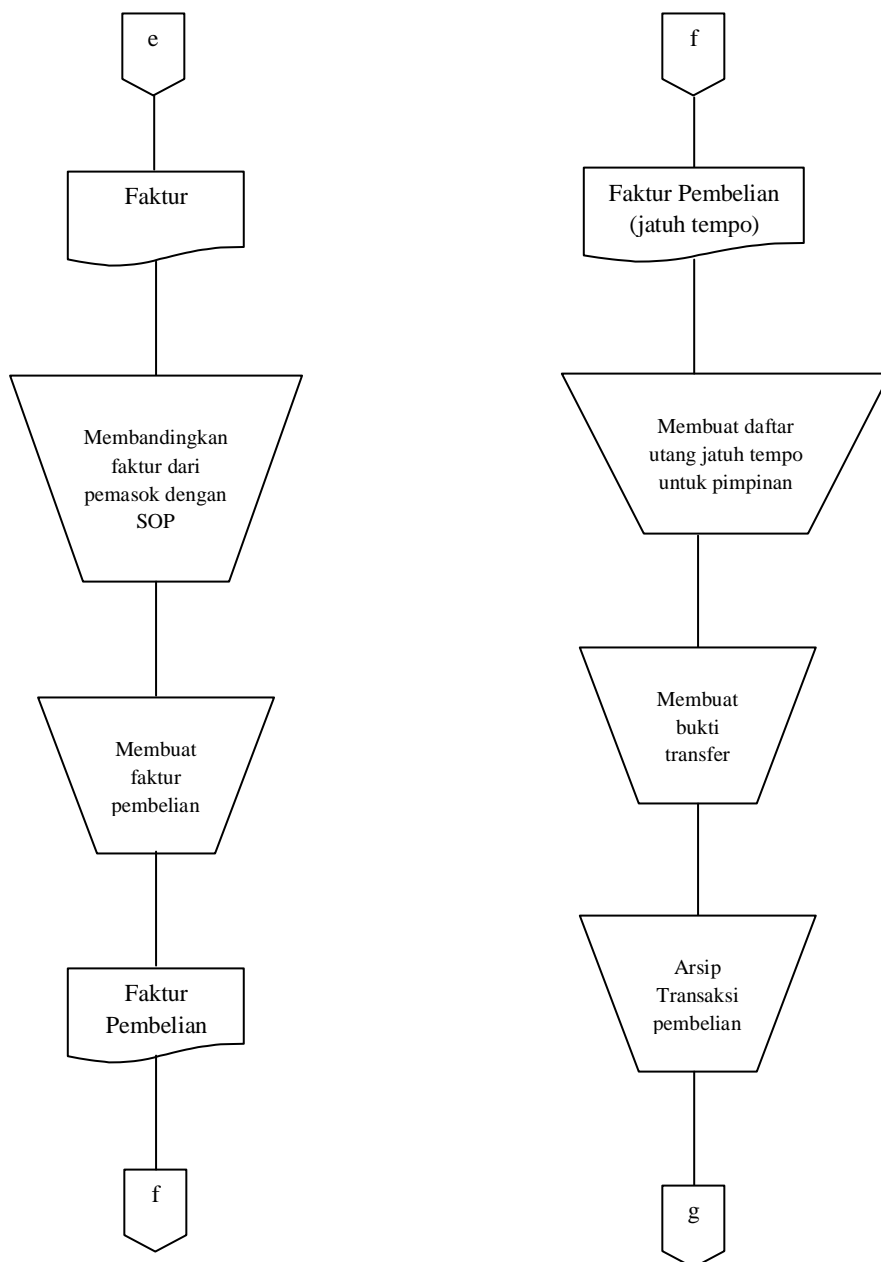 e
Faktur
Membandingkan
faktur dari
pemasok dengan
SOP
Membuat
faktur
pembelian
Faktur
Pembelian
f
f
Faktur Pembelian
(jatuh tempo)
Membuat daftar
utang jatuh tempo
untuk pimpinan
Membuat
bukti
transfer
Arsip
Transaksi
pembelian
g